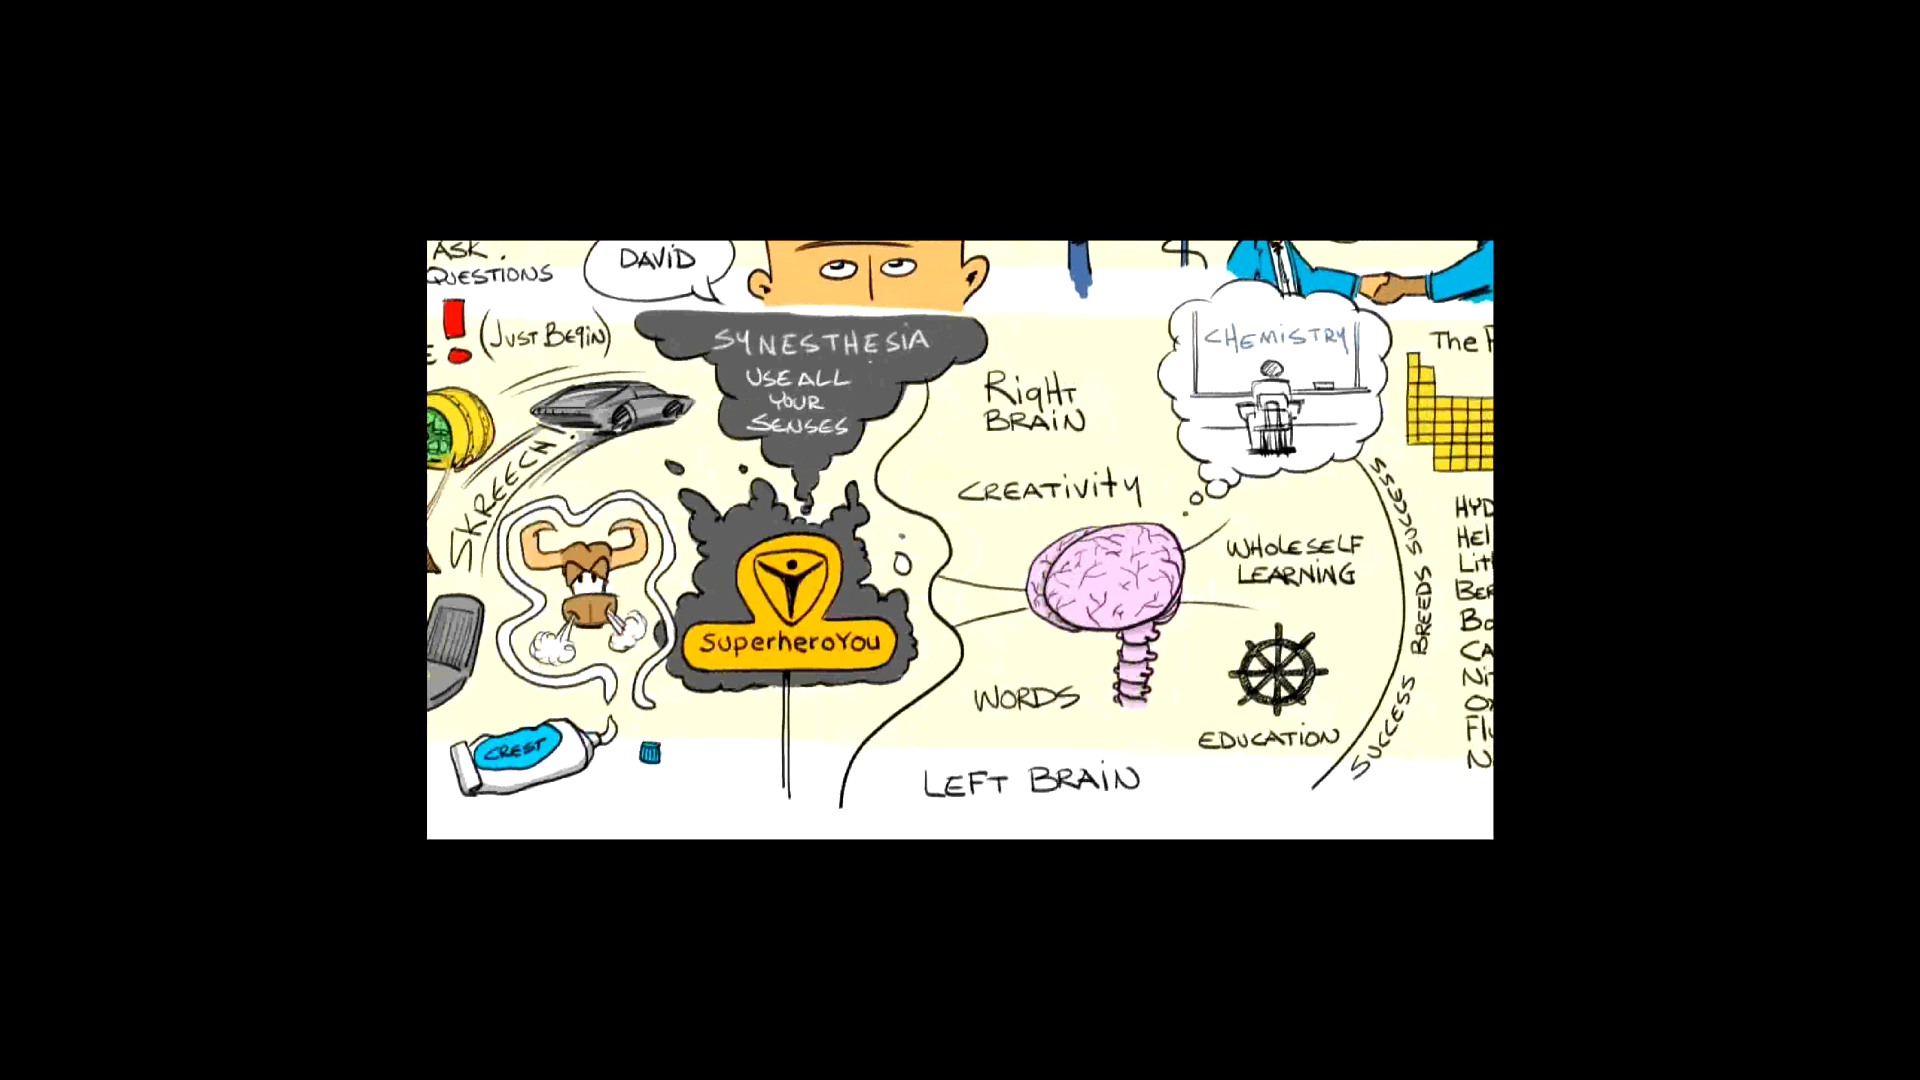 ASK.
QUESTIONS
DAVID
(JUST BEGIN)
SYNESTHESIA
USE ALL
YOUR
SENSES
SKREECH!
SuperheroYou
CREST
RIGHT
BRAIN
CREATIVITY
WORDS
LEFT BRAIN
CHEMISTRY
WHOLESELF
LEARNING
EDUCATION
SUCCESS BREEDS SUCCESS
The